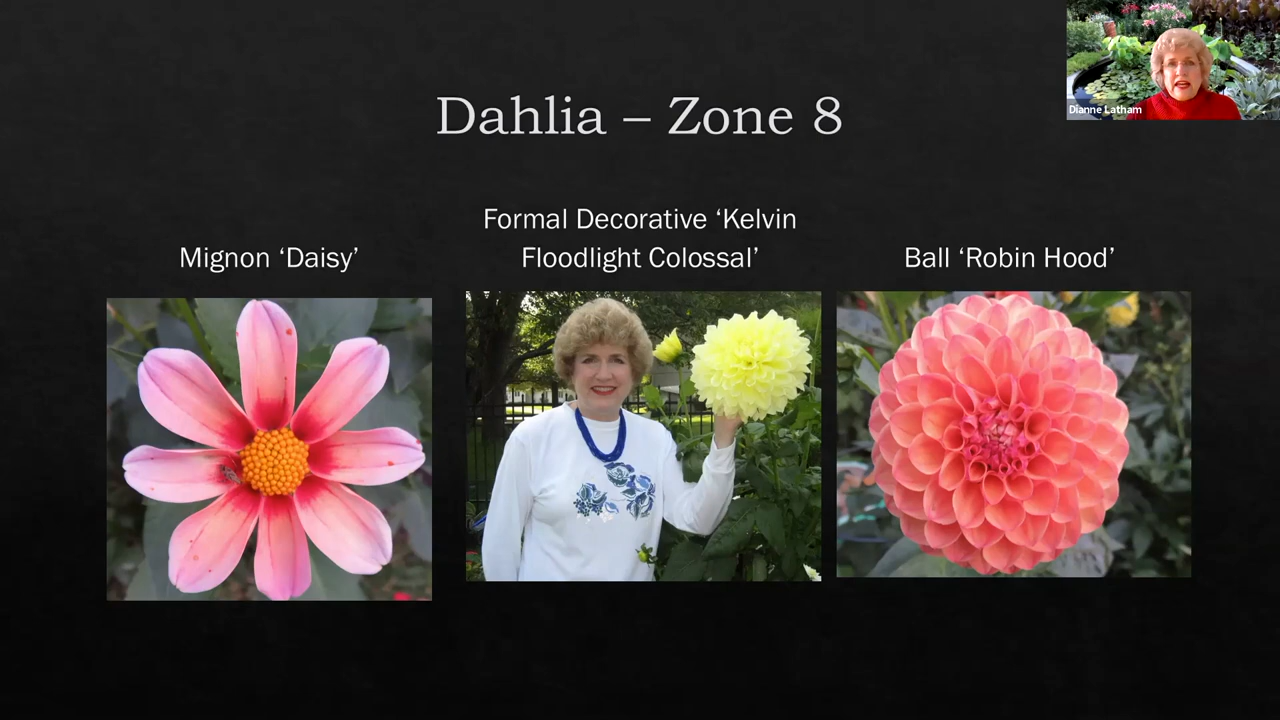 Dianne Latham
Dahlia – Zone 8
Mignon ‘Daisy’
Formal Decorative ‘Kelvin
Floodlight Colossal’
Ball ‘Robin Hood’